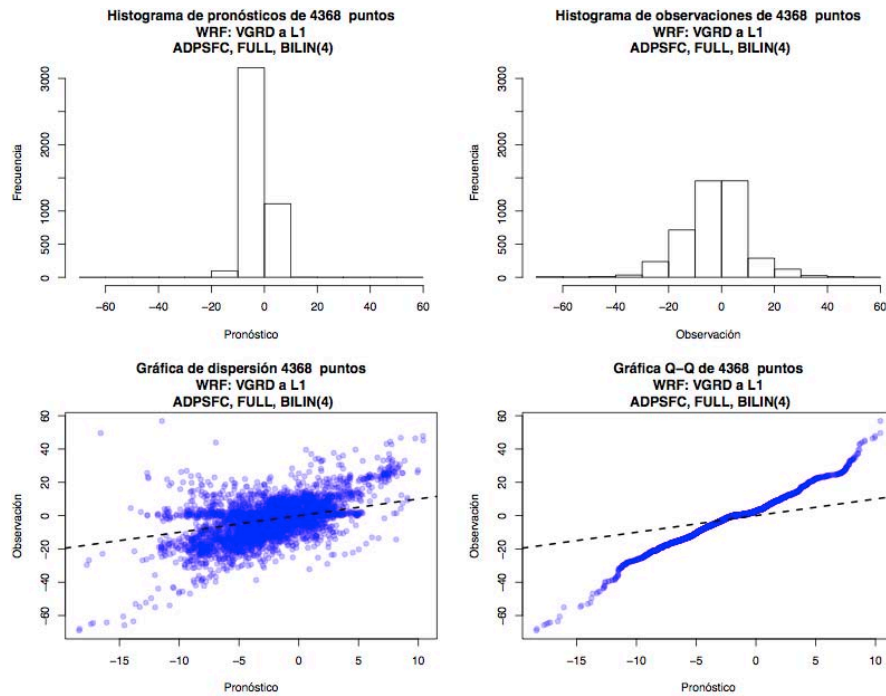 Histograma de pronósticos de 4368 puntos
WRF: VGRD a L1
ADPSFC, FULL, BILIN(4)
Frecuencia
3000
2000
1000
500
0
−60 −40 −20 0 20 40 60
Pronóstico
Histograma de observaciones de 4368 puntos
WRF: VGRD a L1
ADPSFC, FULL, BILIN(4)
Frecuencia
3000
2000
1000
500
0
−60 −40 −20 0 20 40 60
Observación
Gráfica de dispersión 4368 puntos
WRF: VGRD a L1
ADPSFC, FULL, BILIN(4)
Observación
60
40
20
0
−20
−40
−60
−15 −10 −5 0 5 10
Pronóstico
Gráfica Q−Q de 4368 puntos
WRF: VGRD a L1
ADPSFC, FULL, BILIN(4)
Observación
60
40
20
0
−20
−40
−60
−15 −10 −5 0 5 10
Pronóstico